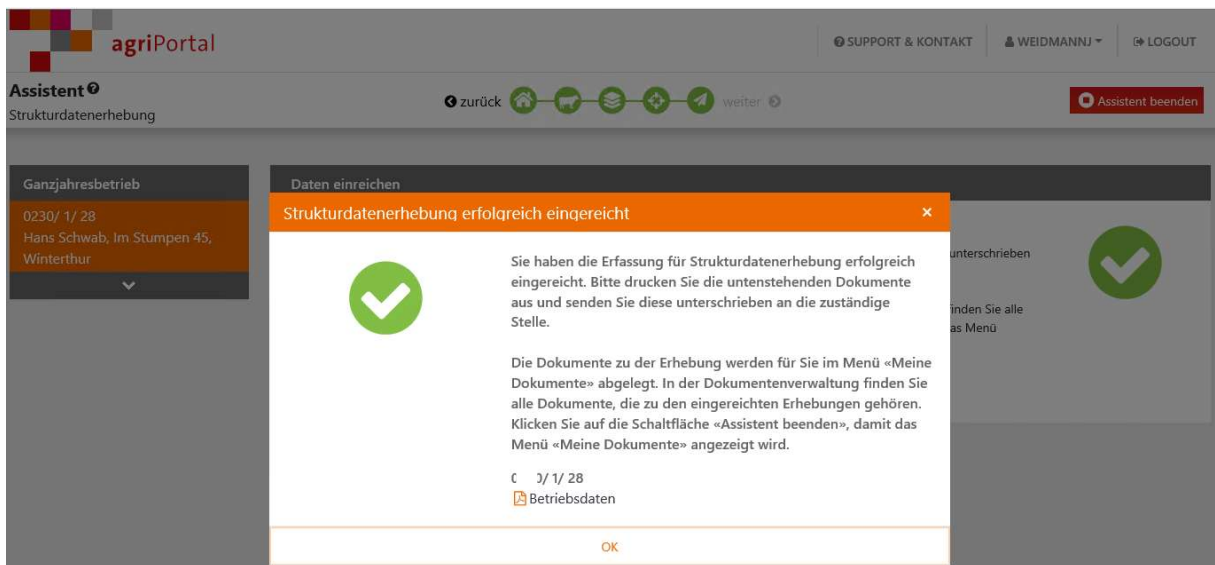 agriPortal
SUPPORT & KONTAKT
WEIDMANNJ
LOGOUT
Assistent
Strukturdatenerhebung
zurück
weiter
Assistent beenden
Ganzjahresbetrieb
0230/ 1/ 28
Hans Schwab, Im Stumpen 45,
Winterthur
Daten einreichen
Strukturdatenerhebung erfolgreich eingereicht
×
Sie haben die Erfassung für Strukturdatenerhebung erfolgreich
eingereicht. Bitte drucken Sie die untenstehenden Dokumente
aus und senden Sie diese unterschrieben an die zuständige
Stelle.
Die Dokumente zu der Erhebung werden für Sie im Menü «Meine
Dokumente» abgelegt. In der Dokumentenverwaltung finden Sie
alle Dokumente, die zu den eingereichten Erhebungen gehören.
Klicken Sie auf die Schaltfläche «Assistent beenden», damit das
Menü «Meine Dokumente» angezeigt wird.
/ 1/ 28
Betriebsdaten
OK
unterschrieben
inden Sie alle
as Menü